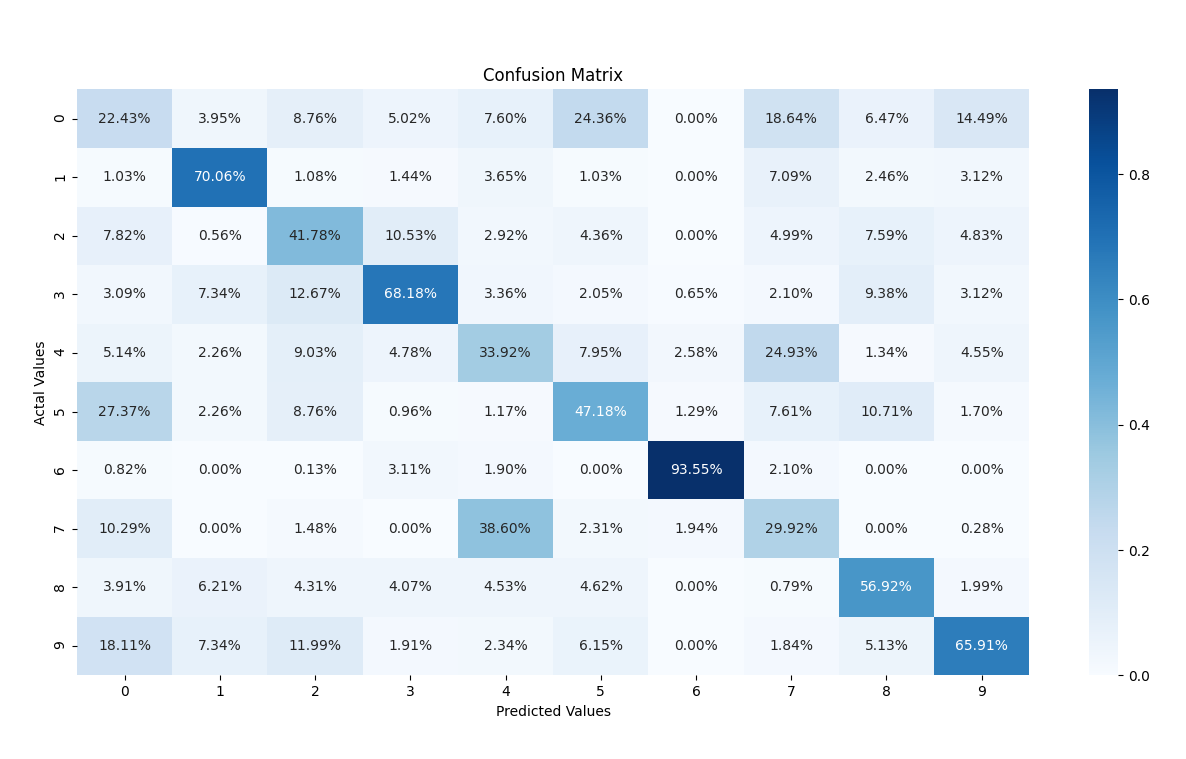 Confusion Matrix
0 22.43% 3.95% 8.76% 5.02% 7.60% 24.36% 0.00% 18.64% 6.47% 14.49%
1 1.03% 70.06% 1.08% 1.44% 3.65% 1.03% 0.00% 7.09% 2.46% 3.12%
0.8
2 7.82% 0.56% 41.78% 10.53% 2.92% 4.36% 0.00% 4.99% 7.59% 4.83%
3 3.09% 7.34% 12.67% 68.18% 3.36% 2.05% 0.65% 2.10% 9.38% 3.12%
0.6
Actal Values
4 5.14% 2.26% 9.03% 4.78% 33.92% 7.95% 2.58% 24.93% 1.34% 4.55%
5 27.37% 2.26% 8.76% 0.96% 1.17% 47.18% 1.29% 7.61% 10.71% 1.70%
0.4
6 0.82% 0.00% 0.13% 3.11% 1.90% 0.00% 93.55% 2.10% 0.00% 0.00%
7 10.29% 0.00% 1.48% 0.00% 38.60% 2.31% 1.94% 29.92% 0.00% 0.28%
0.2
8 3.91% 6.21% 4.31% 4.07% 4.53% 4.62% 0.00% 0.79% 56.92% 1.99%
9 18.11% 7.34% 11.99% 1.91% 2.34% 6.15% 0.00% 1.84% 5.13% 65.91%
0.0
0 1 2 3 4 5 6 7 8 9
Predicted Values